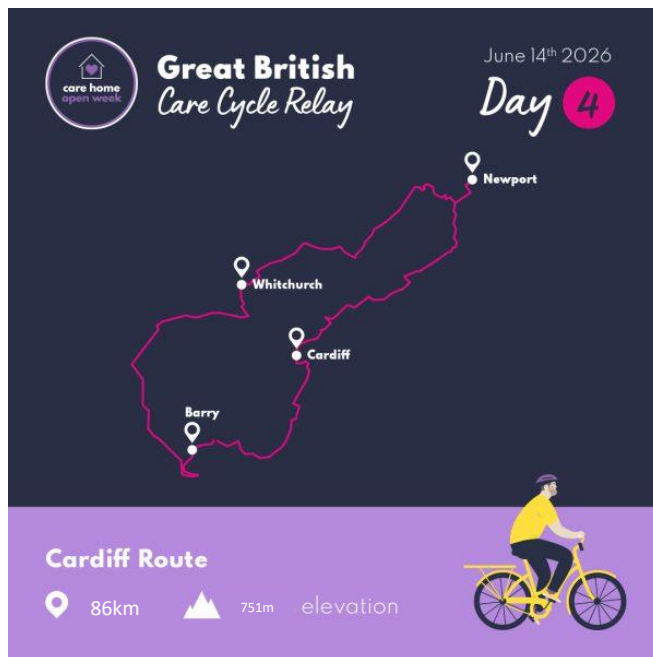 care home
open week
Great British
Care Cycle Relay
June 14th 2026
Day 4
Newport
Whitchurch
Cardiff
Barry
Cardiff Route
86km
751m elevation